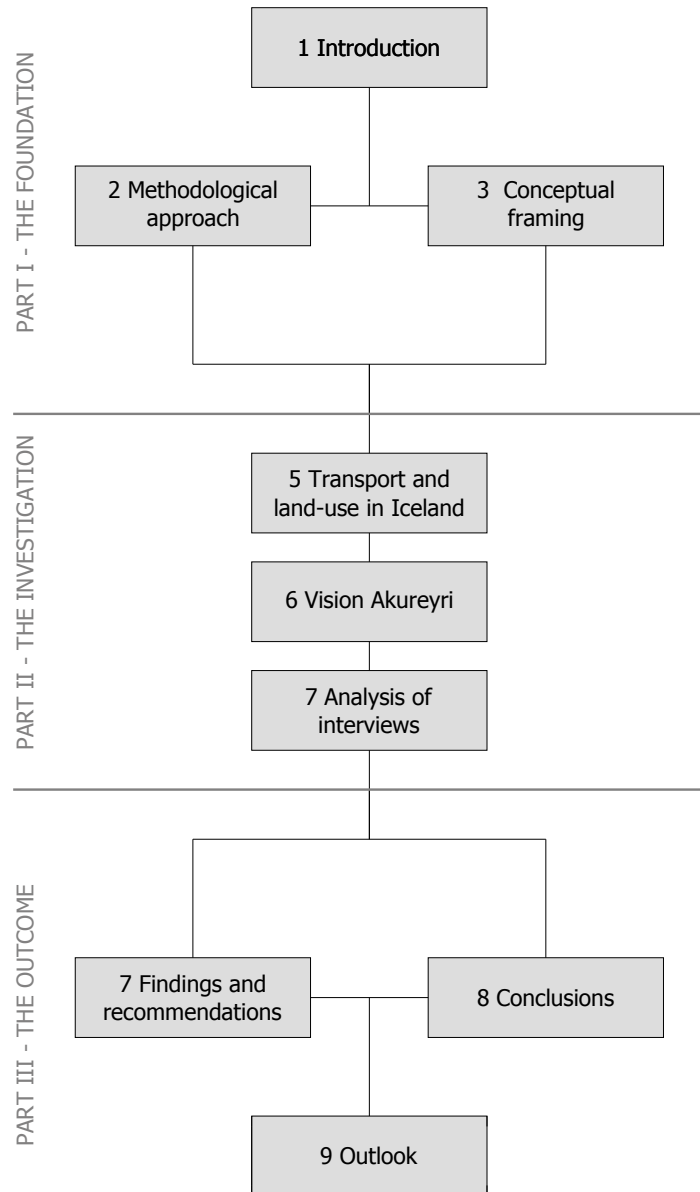 PART I - THE FOUNDATION
1 Introduction
2 Methodological
approach
3 Conceptual
framing
PART II - THE INVESTIGATION
5 Transport and
land-use in Iceland
6 Vision Akureyri
7 Analysis of
interviews
PART III - THE OUTCOME
7 Findings and
recommendations
8 Conclusions
9 Outlook